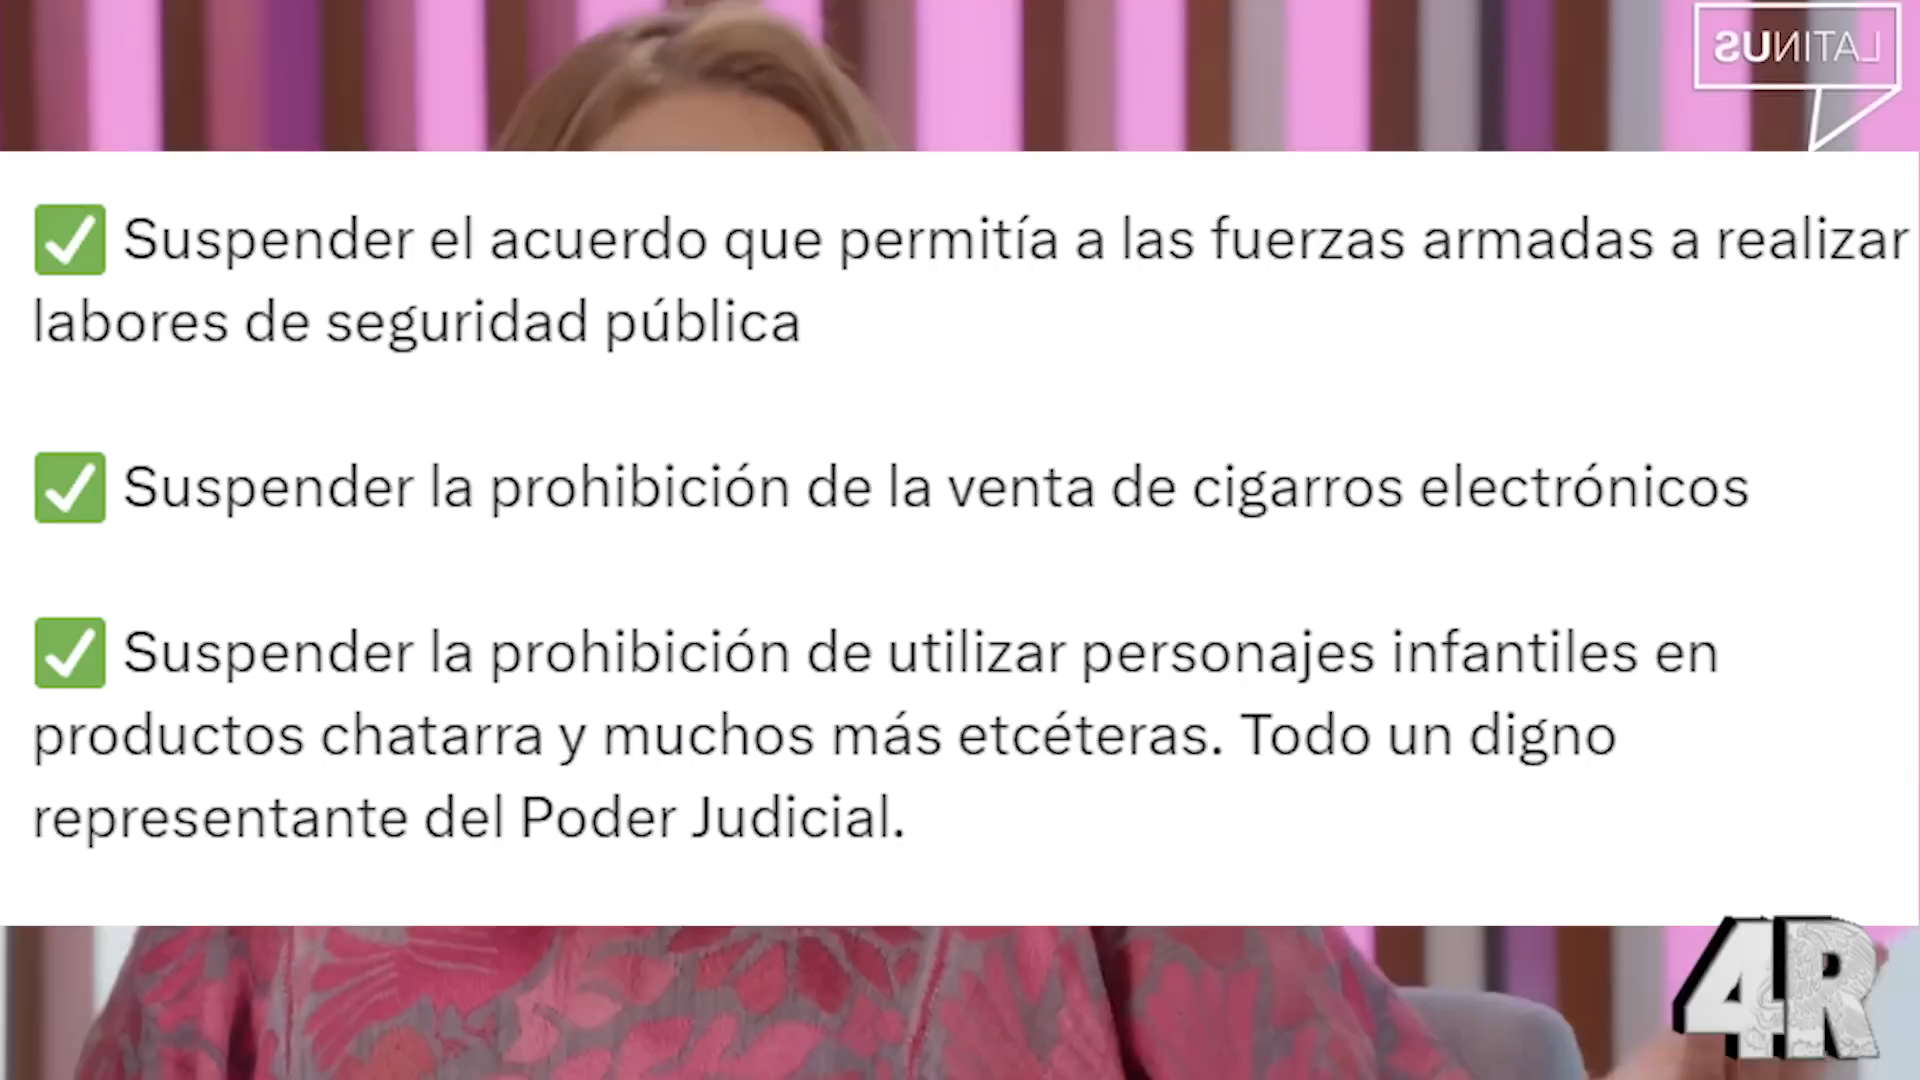 LATINUS
✅ Suspender el acuerdo que permitía a las fuerzas armadas a realizar
labores de seguridad pública
✅ Suspender la prohibición de la venta de cigarros electrónicos
✅ Suspender la prohibición de utilizar personajes infantiles en
productos chatarra y muchos más etcéteras. Todo un digno
representante del Poder Judicial.
4R